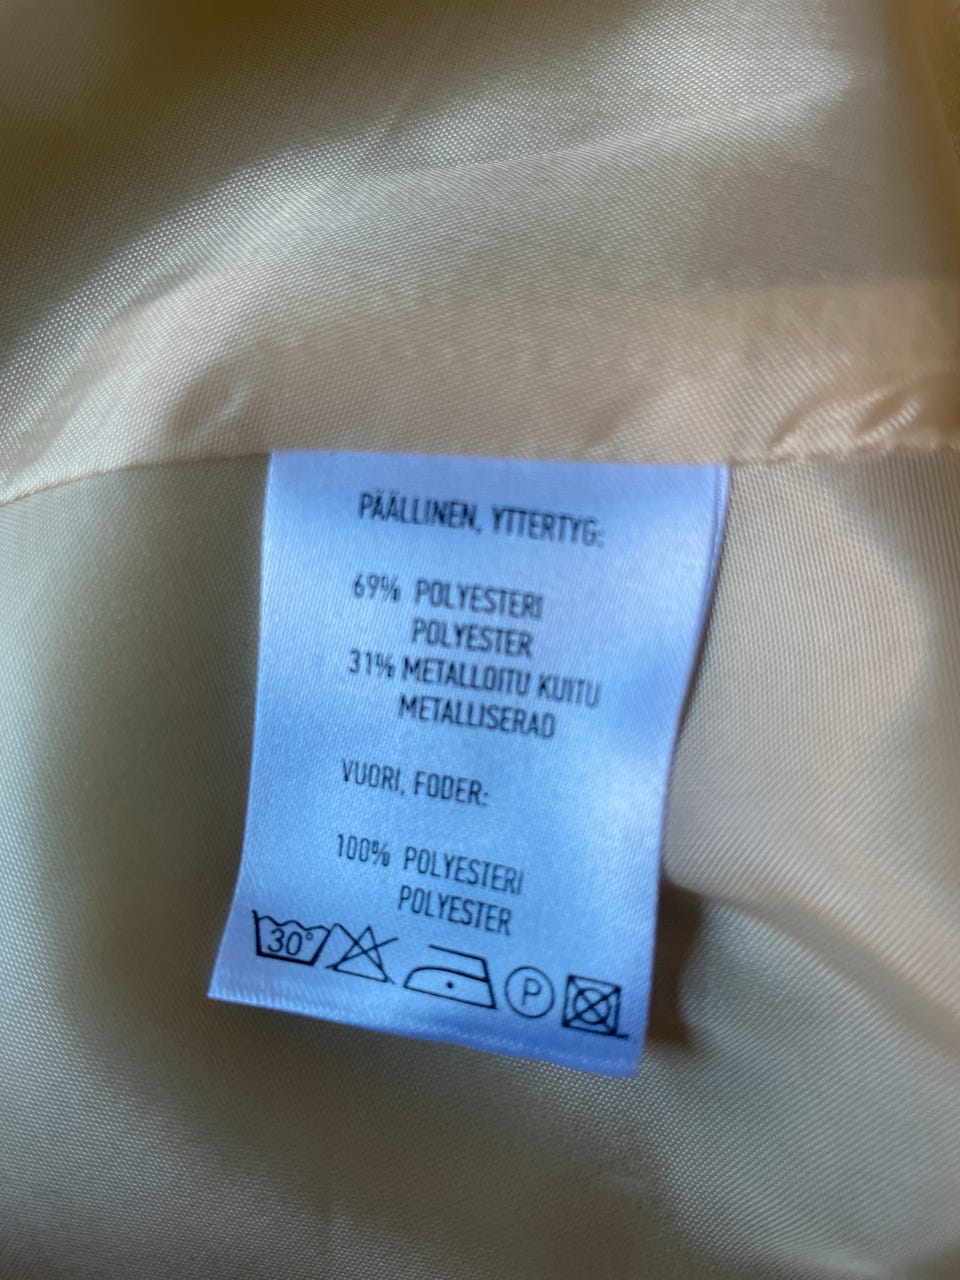 PÄÄLLINEN, YTTERTYG:
69% POLYESTERI
POLYESTER
31% METALLOITU KUITU
METALLISERAD
VUORI, FODER:
100% POLYESTERI
POLYESTER
30° P